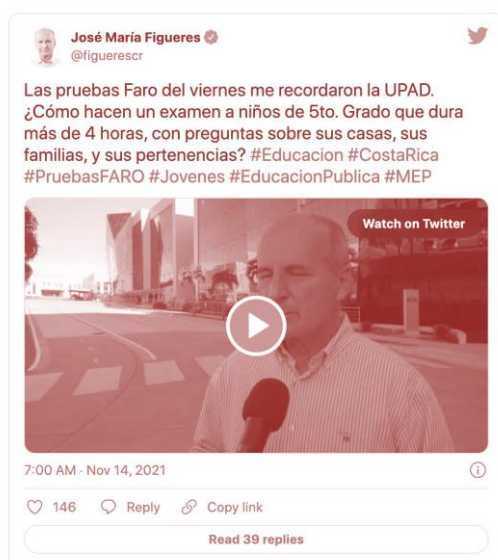 José María Figueres
@figuerescr
Las pruebas Faro del viernes me recordaron la UPAD.
¿Cómo hacen un examen a niños de 5to. Grado que dura
más de 4 horas, con preguntas sobre sus casas, sus
familias, y sus pertenencias? #Educacion #CostaRica
#PruebasFARO #Jovenes #EducacionPublica #MEP
Watch on Twitter
7:00 AM · Nov 14, 2021
146 Reply Copy link
Read 39 replies